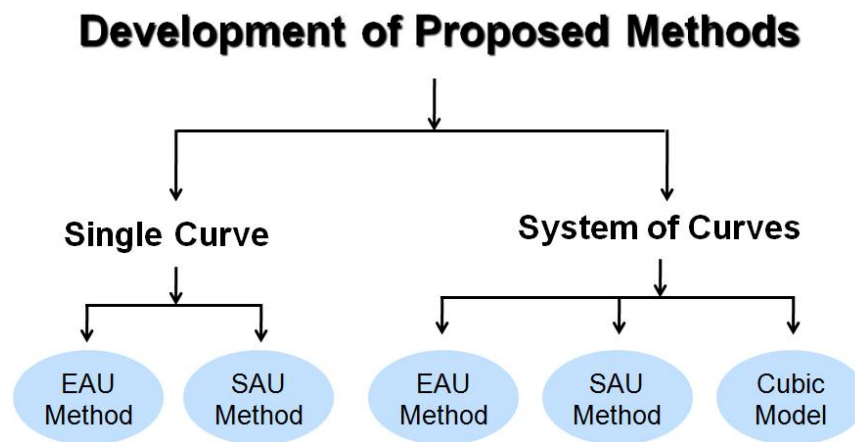 Development of Proposed Methods
Single Curve
System of Curves
EAU
Method
SAU
Method
EAU
Method
SAU
Method
Cubic
Model